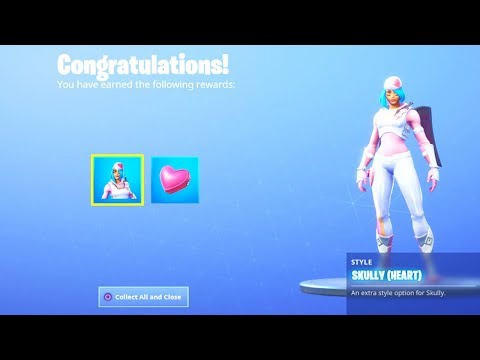 Congratulations!
You have earned the following rewards:
STYLE
SKULLY (HEART)
An extra style option for Skully.
Collect All and Close